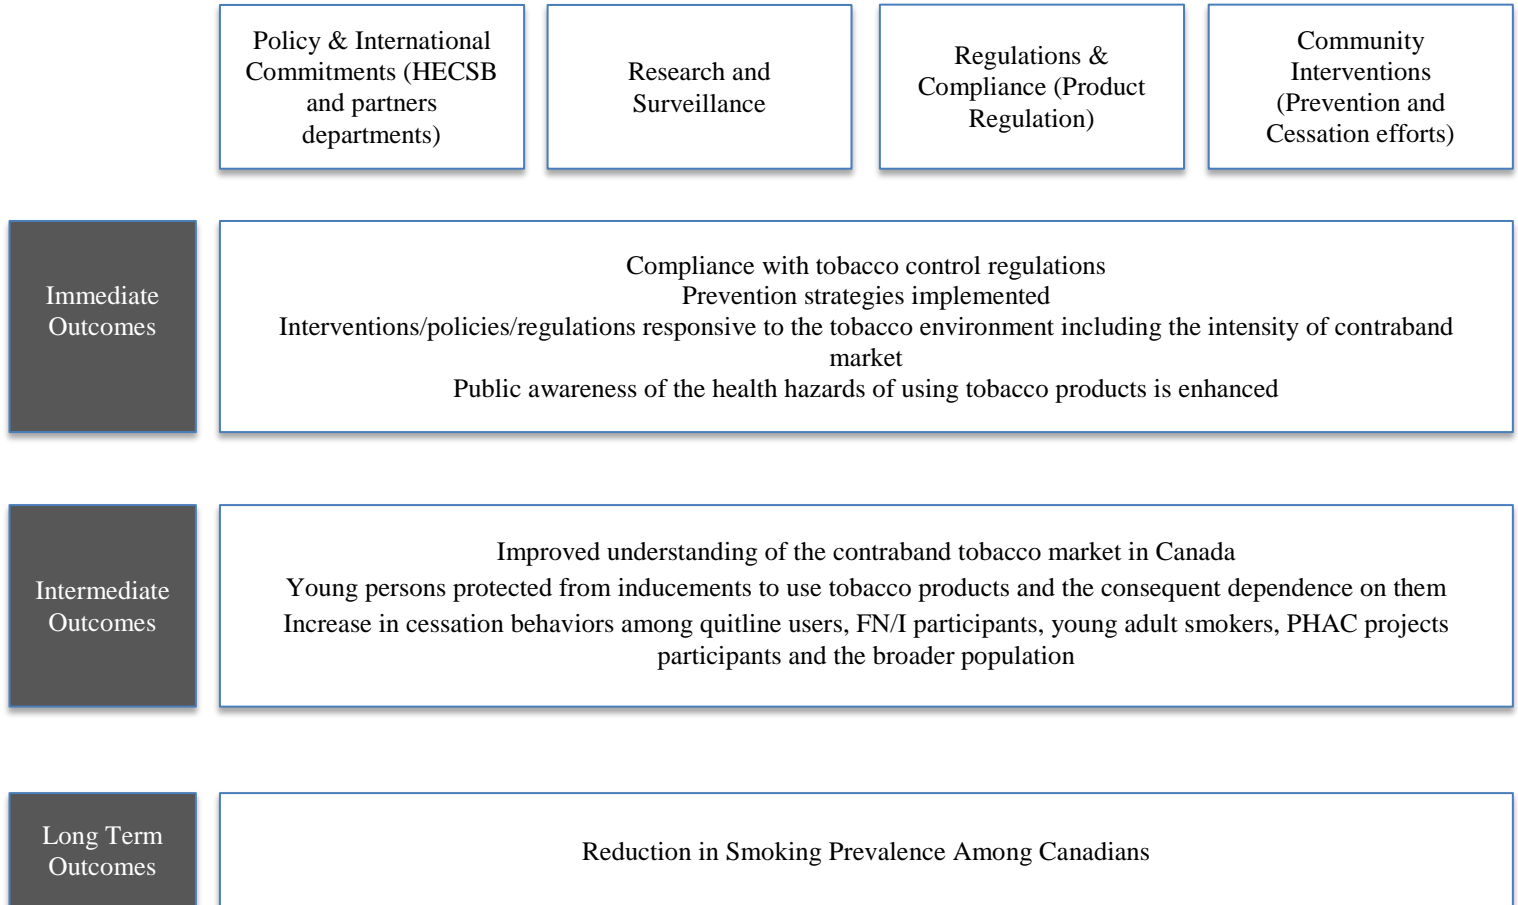 Policy & International
Commitments (HECSB
and partners
departments)
Research and
Surveillance
Regulations &
Compliance (Product
Regulation)
Community
Interventions
(Prevention and
Cessation efforts)
Immediate
Outcomes
Compliance with tobacco control regulations
Prevention strategies implemented
Interventions/policies/regulations responsive to the tobacco environment including the intensity of contraband
market
Public awareness of the health hazards of using tobacco products is enhanced
Intermediate
Outcomes
Improved understanding of the contraband tobacco market in Canada
Young persons protected from inducements to use tobacco products and the consequent dependence on them
Increase in cessation behaviors among quitline users, FN/I participants, young adult smokers, PHAC projects
participants and the broader population
Long Term
Outcomes
Reduction in Smoking Prevalence Among Canadians